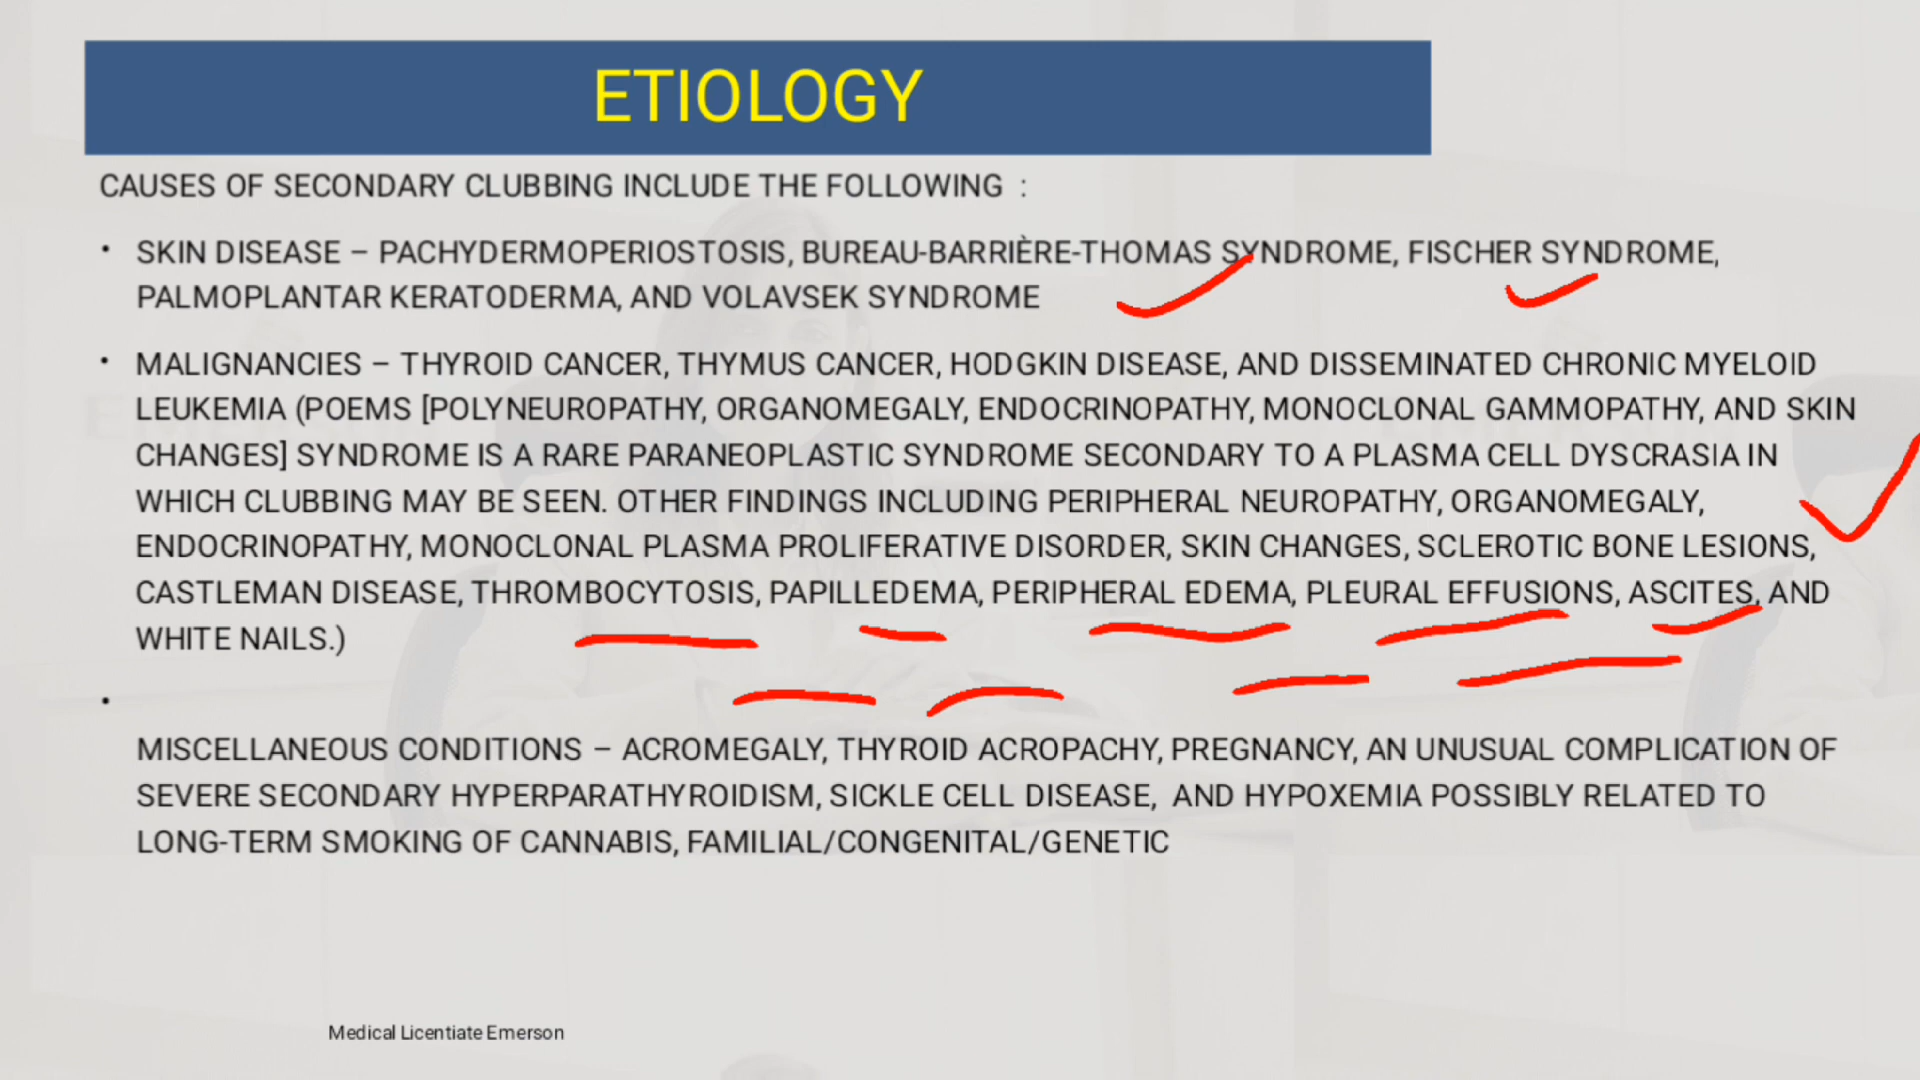 ETIOLOGY
CAUSES OF SECONDARY CLUBBING INCLUDE THE FOLLOWING :
• SKIN DISEASE – PACHYDERMOPERIOSTOSIS, BUREAU-BARRIÈRE-THOMAS SYNDROME, FISCHER SYNDROME,
PALMOPLANTAR KERATODERMA, AND VOLAVSEK SYNDROME
• MALIGNANCIES – THYROID CANCER, THYMUS CANCER, HODGKIN DISEASE, AND DISSEMINATED CHRONIC MYELOID
LEUKEMIA (POEMS [POLYNEUROPATHY, ORGANOMEGALY, ENDOCRINOPATHY, MONOCLONAL GAMMOPATHY, AND SKIN
CHANGES] SYNDROME IS A RARE PARANEOPLASTIC SYNDROME SECONDARY TO A PLASMA CELL DYSCRASIA IN
WHICH CLUBBING MAY BE SEEN. OTHER FINDINGS INCLUDING PERIPHERAL NEUROPATHY, ORGANOMEGALY,
ENDOCRINOPATHY, MONOCLONAL PLASMA PROLIFERATIVE DISORDER, SKIN CHANGES, SCLEROTIC BONE LESIONS,
CASTLEMAN DISEASE, THROMBOCYTOSIS, PAPILLEDEMA, PERIPHERAL EDEMA, PLEURAL EFFUSIONS, ASCITES, AND
WHITE NAILS.)
•
MISCELLANEOUS CONDITIONS – ACROMEGALY, THYROID ACROPACHY, PREGNANCY, AN UNUSUAL COMPLICATION OF
SEVERE SECONDARY HYPERPARATHYROIDISM, SICKLE CELL DISEASE, AND HYPOXEMIA POSSIBLY RELATED TO
LONG-TERM SMOKING OF CANNABIS, FAMILIAL/CONGENITAL/GENETIC
Medical Licentiate Emerson